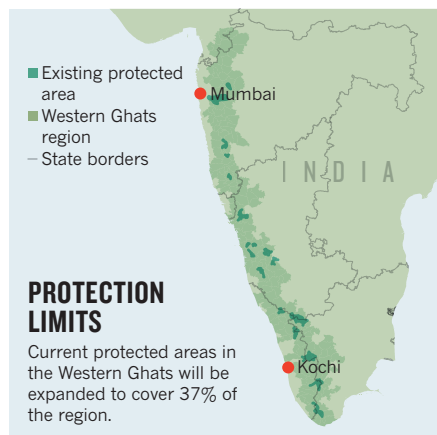 Existing protected
area
Western Ghats
region
State borders
Mumbai
INDIA
PROTECTION
LIMITS
Current protected areas in
the Western Ghats will be
expanded to cover 37% of
the region.
Kochi